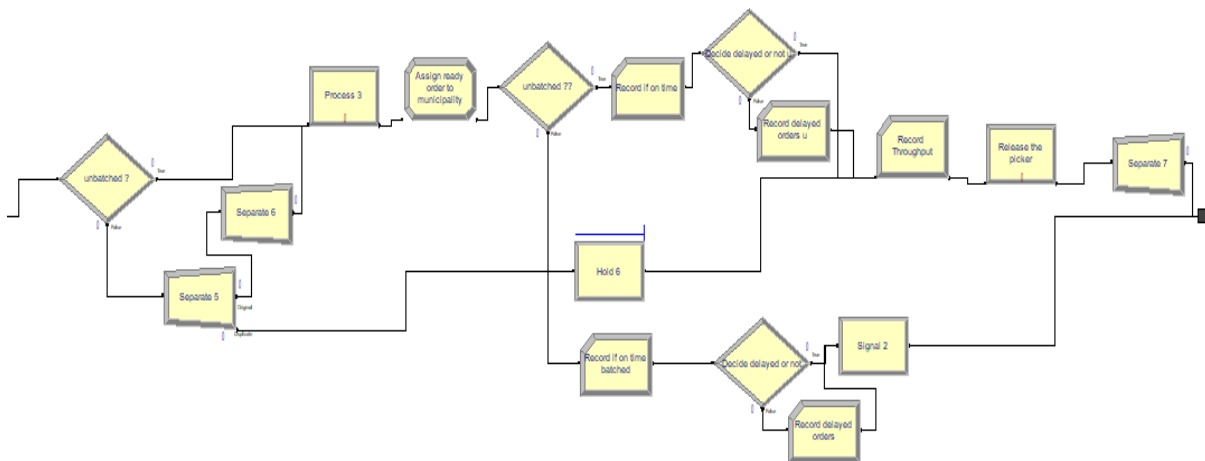 unbatched ?
True
False
Separate 5
Original
Duplicate
Separate 6
Process 3
Assign ready
order to
municipality
unbatched ??
True
False
Record if on time
Decide delayed or not u
True
False
Record delayed
orders u
Record
Throughput
Release the
picker
Separate 7
Hold 6
Record if on time
batched
Decide delayed or not
True
False
Signal 2
Record delayed
orders